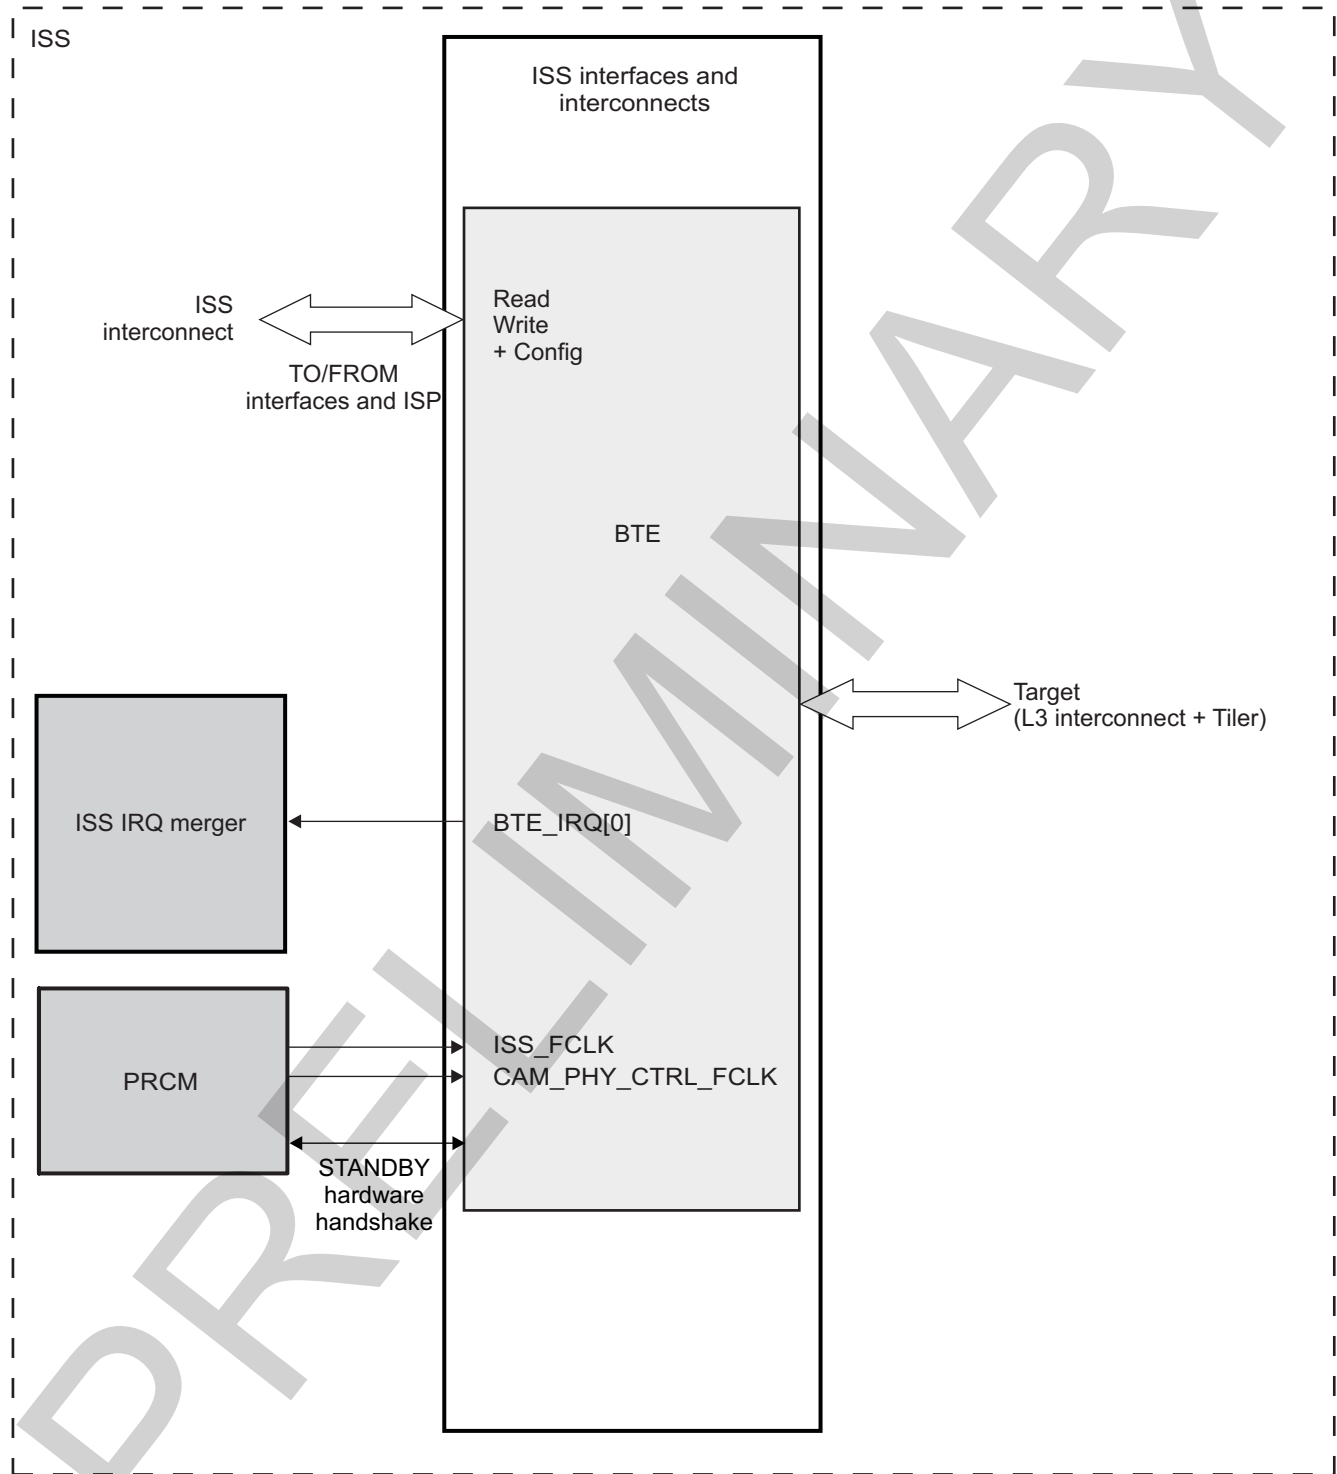 ISS
ISS interfaces and
interconnects
ISS
interconnect
TO/FROM
interfaces and ISP
Read
Write
+ Config
BTE
Target
(L3 interconnect + Tiler)
ISS IRQ merger
BTE_IRQ[0]
PRCM
ISS_FCLK
CAM_PHY_CTRL_FCLK
STANDBY
hardware
handshake
PRELIMINARY